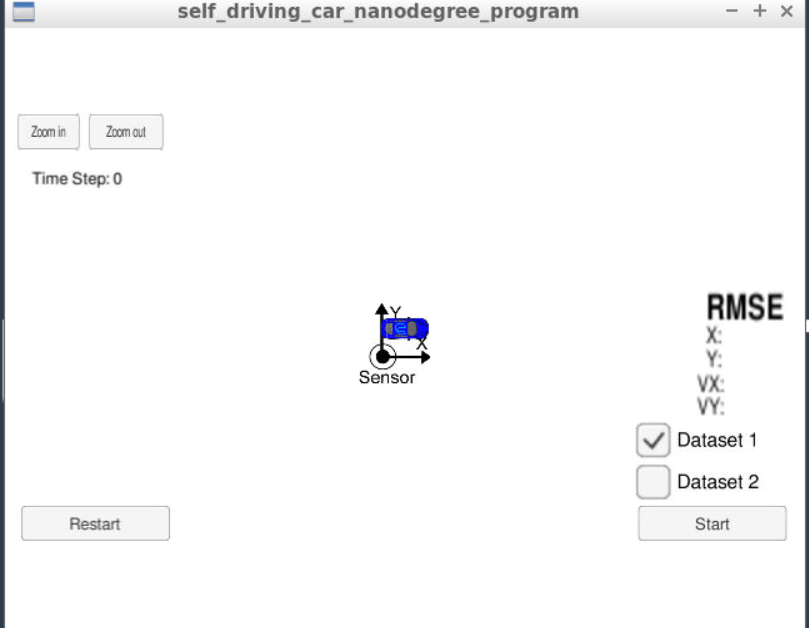 self_driving_car_nanodegree_program
Zoom in
Zoom out
Time Step: 0
Y
X
Sensor
RMSE
X:
Y:
VX:
VY:
Dataset 1
Dataset 2
Restart
Start